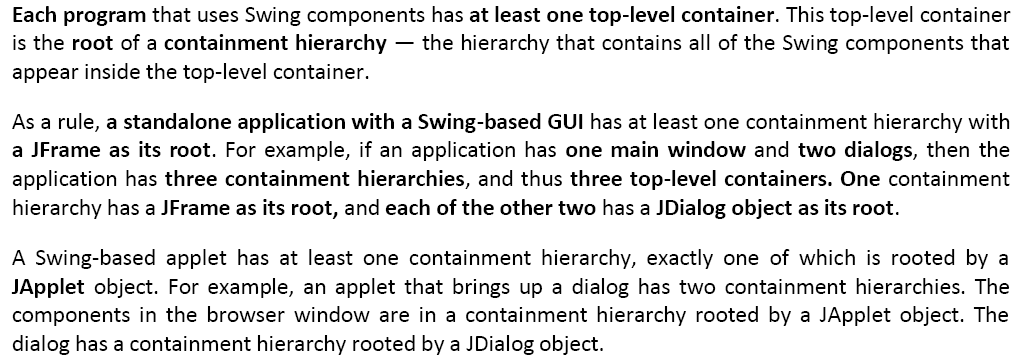 Each program that uses Swing components has at least one top-level container. This top-level container
is the root of a containment hierarchy — the hierarchy that contains all of the Swing components that
appear inside the top-level container.
As a rule, a standalone application with a Swing-based GUI has at least one containment hierarchy with
a JFrame as its root. For example, if an application has one main window and two dialogs, then the
application has three containment hierarchies, and thus three top-level containers. One containment
hierarchy has a JFrame as its root, and each of the other two has a JDialog object as its root.
A Swing-based applet has at least one containment hierarchy, exactly one of which is rooted by a
JApplet object. For example, an applet that brings up a dialog has two containment hierarchies. The
components in the browser window are in a containment hierarchy rooted by a JApplet object. The
dialog has a containment hierarchy rooted by a JDialog object.